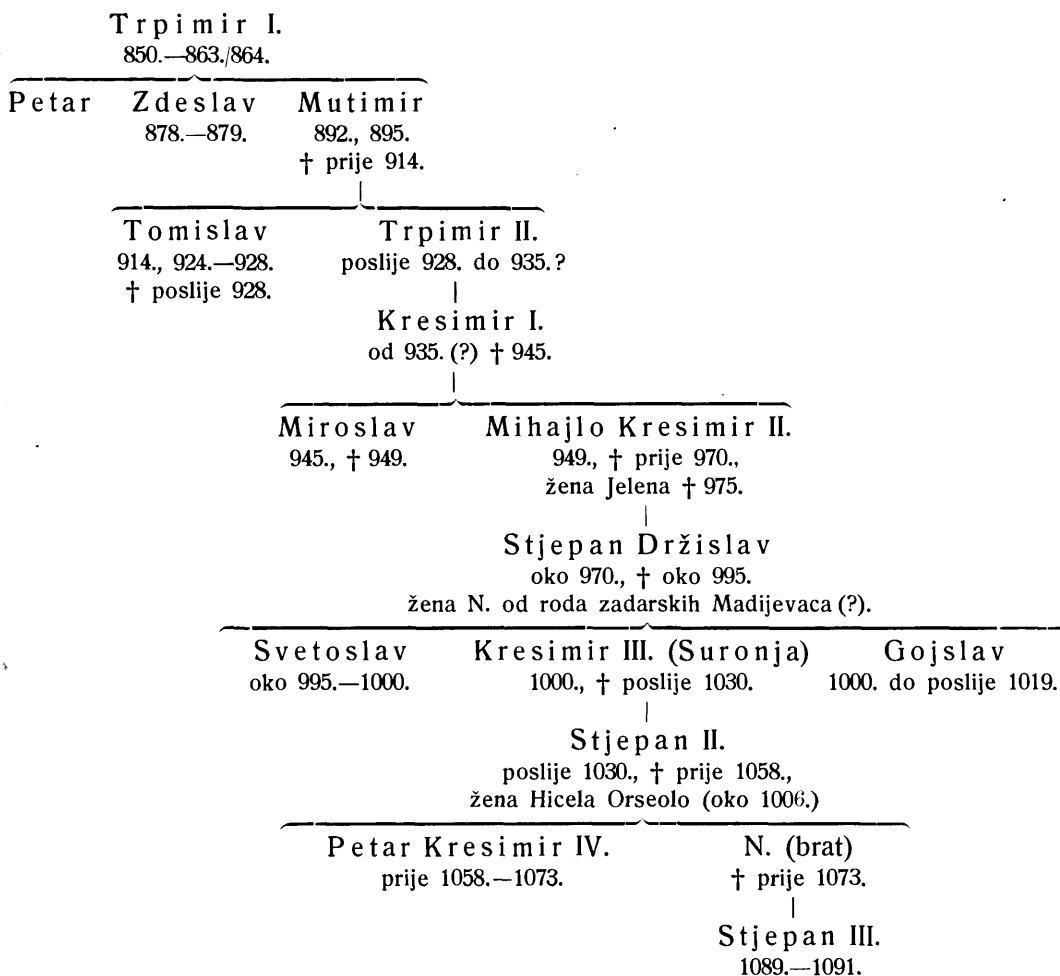 Trpimir I.
850.—863./864.
Petar Zdeslav Mutimir
878.—879. 892., 895.
† prije 914.
Tomislav Trpimir II.
914., 924.—928. poslije 928. do 935.?
† poslije 928.
Kresimir I.
od 935. (?) † 945.
Miroslav Mihajlo Kresimir II.
945., † 949. 949., † prije 970.,
žena Jelena † 975.
Stjepan Držislav
oko 970., † oko 995.
žena N. od roda zadarskih Madijevaca (?).
Svetoslav Kresimir III. (Suronja) Gojslav
oko 995.—1000. 1000., † poslije 1030. 1000. do poslije 1019.
Stjepan II.
poslije 1030., † prije 1058.,
žena Hicela Orseolo (oko 1006.)
Petar Kresimir IV. N. (brat)
prije 1058.—1073. † prije 1073.
Stjepan III.
1089.—1091.